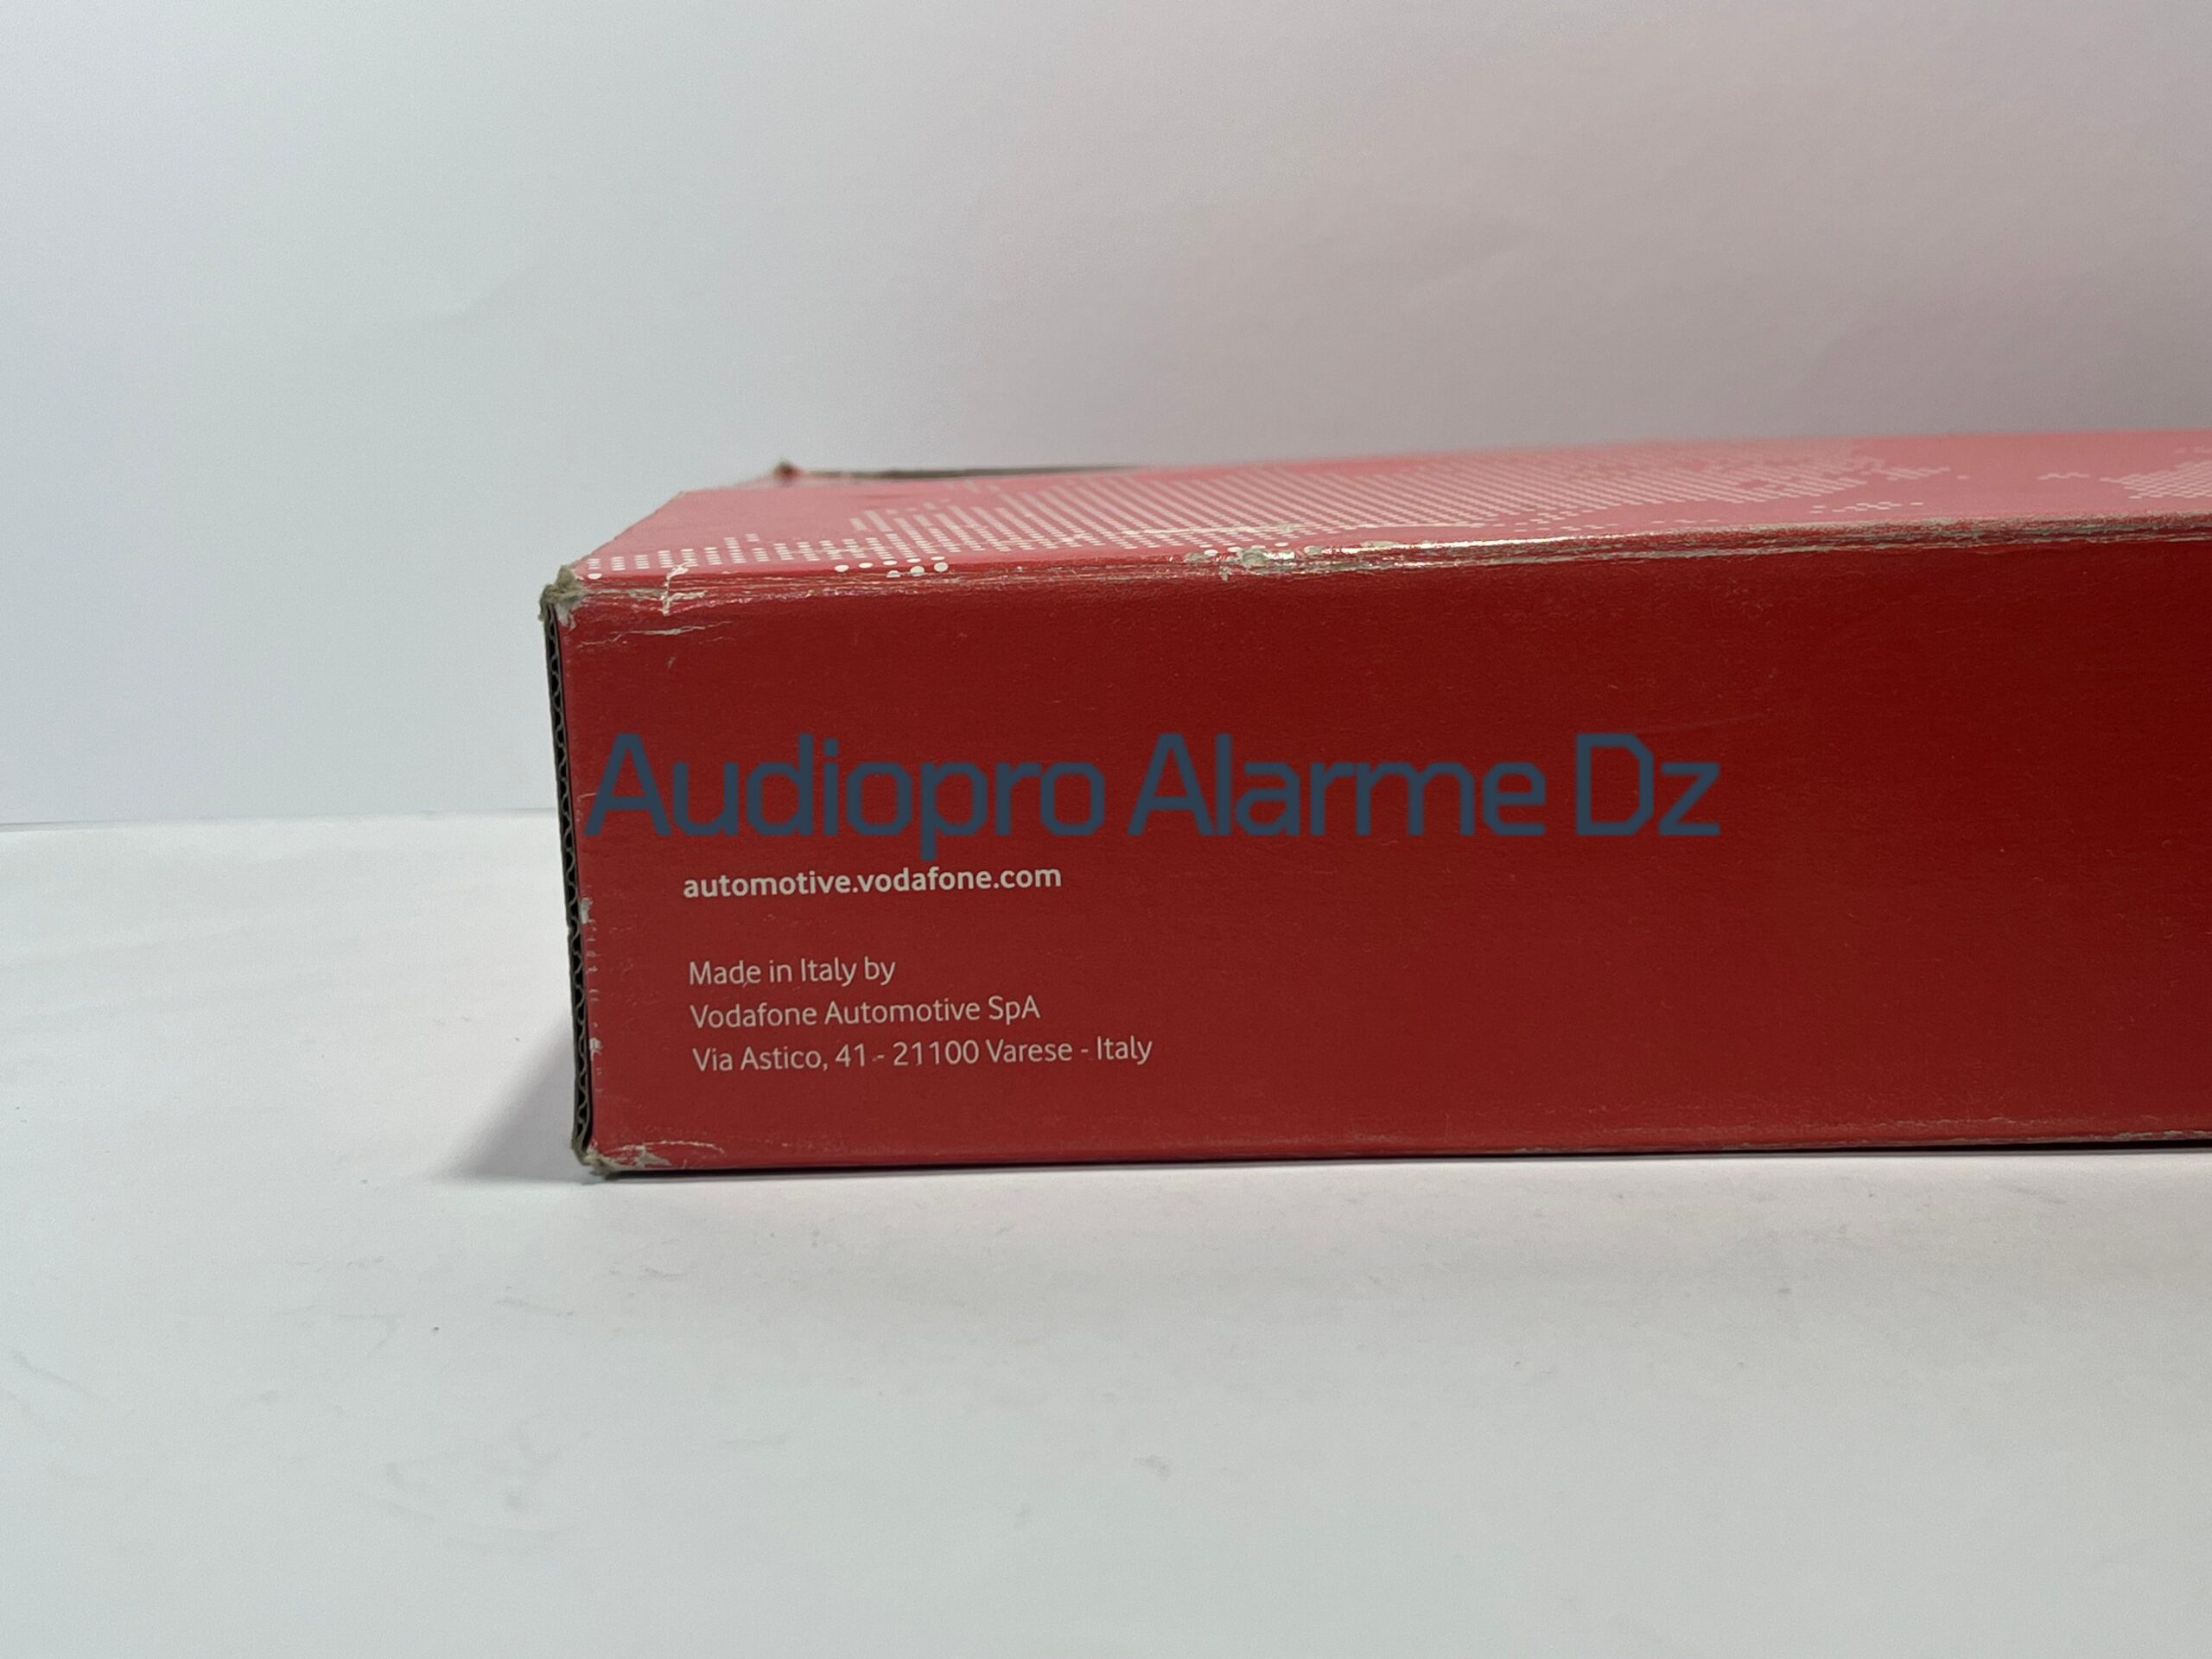 Audiopro Alarme Dz
automotive.vodafone.com
Made in Italy by
Vodafone Automotive SpA
Via Astico, 41 - 21100 Varese - Italy